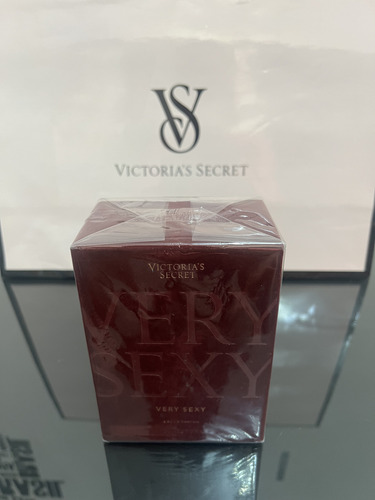 VS
VICTORIA'S SECRET
VICTORIA'S
SECRET
VERY
SEXY
VERY SEXY